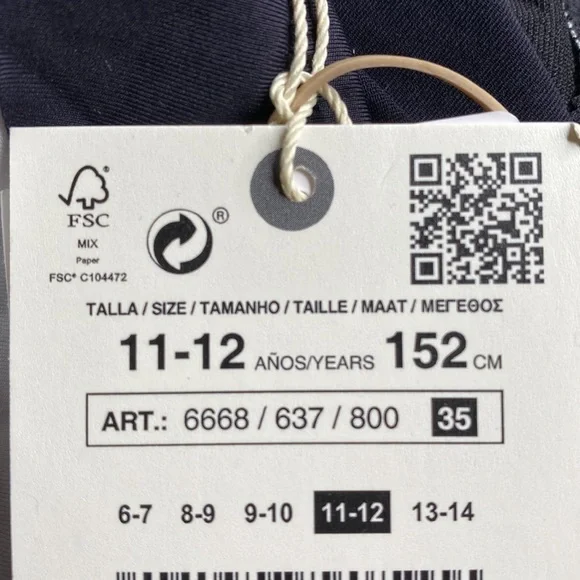 FSC
MIX
Paper
FSC® C104472
®
TALLA / SIZE / TAMANHO / TAILLE / MAAT / ΜΕΓΕΘΟΣ
11-12 AÑOS/YEARS 152 CM
ART.: 6668 / 637 / 800 35
6-7 8-9 9-10 11-12 13-14